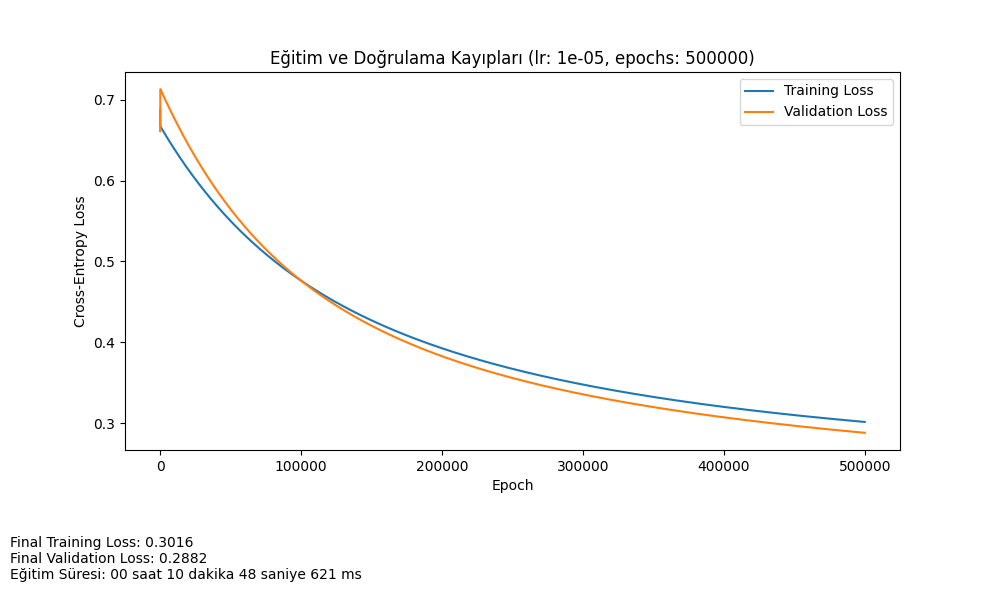 Eğitim ve Doğrulama Kayıpları (lr: 1e-05, epochs: 500000)
Training Loss
Validation Loss
Cross-Entropy Loss
0.7
0.6
0.5
0.4
0.3
0 100000 200000 300000 400000 500000
Epoch
Final Training Loss: 0.3016
Final Validation Loss: 0.2882
Eğitim Süresi: 00 saat 10 dakika 48 saniye 621 ms